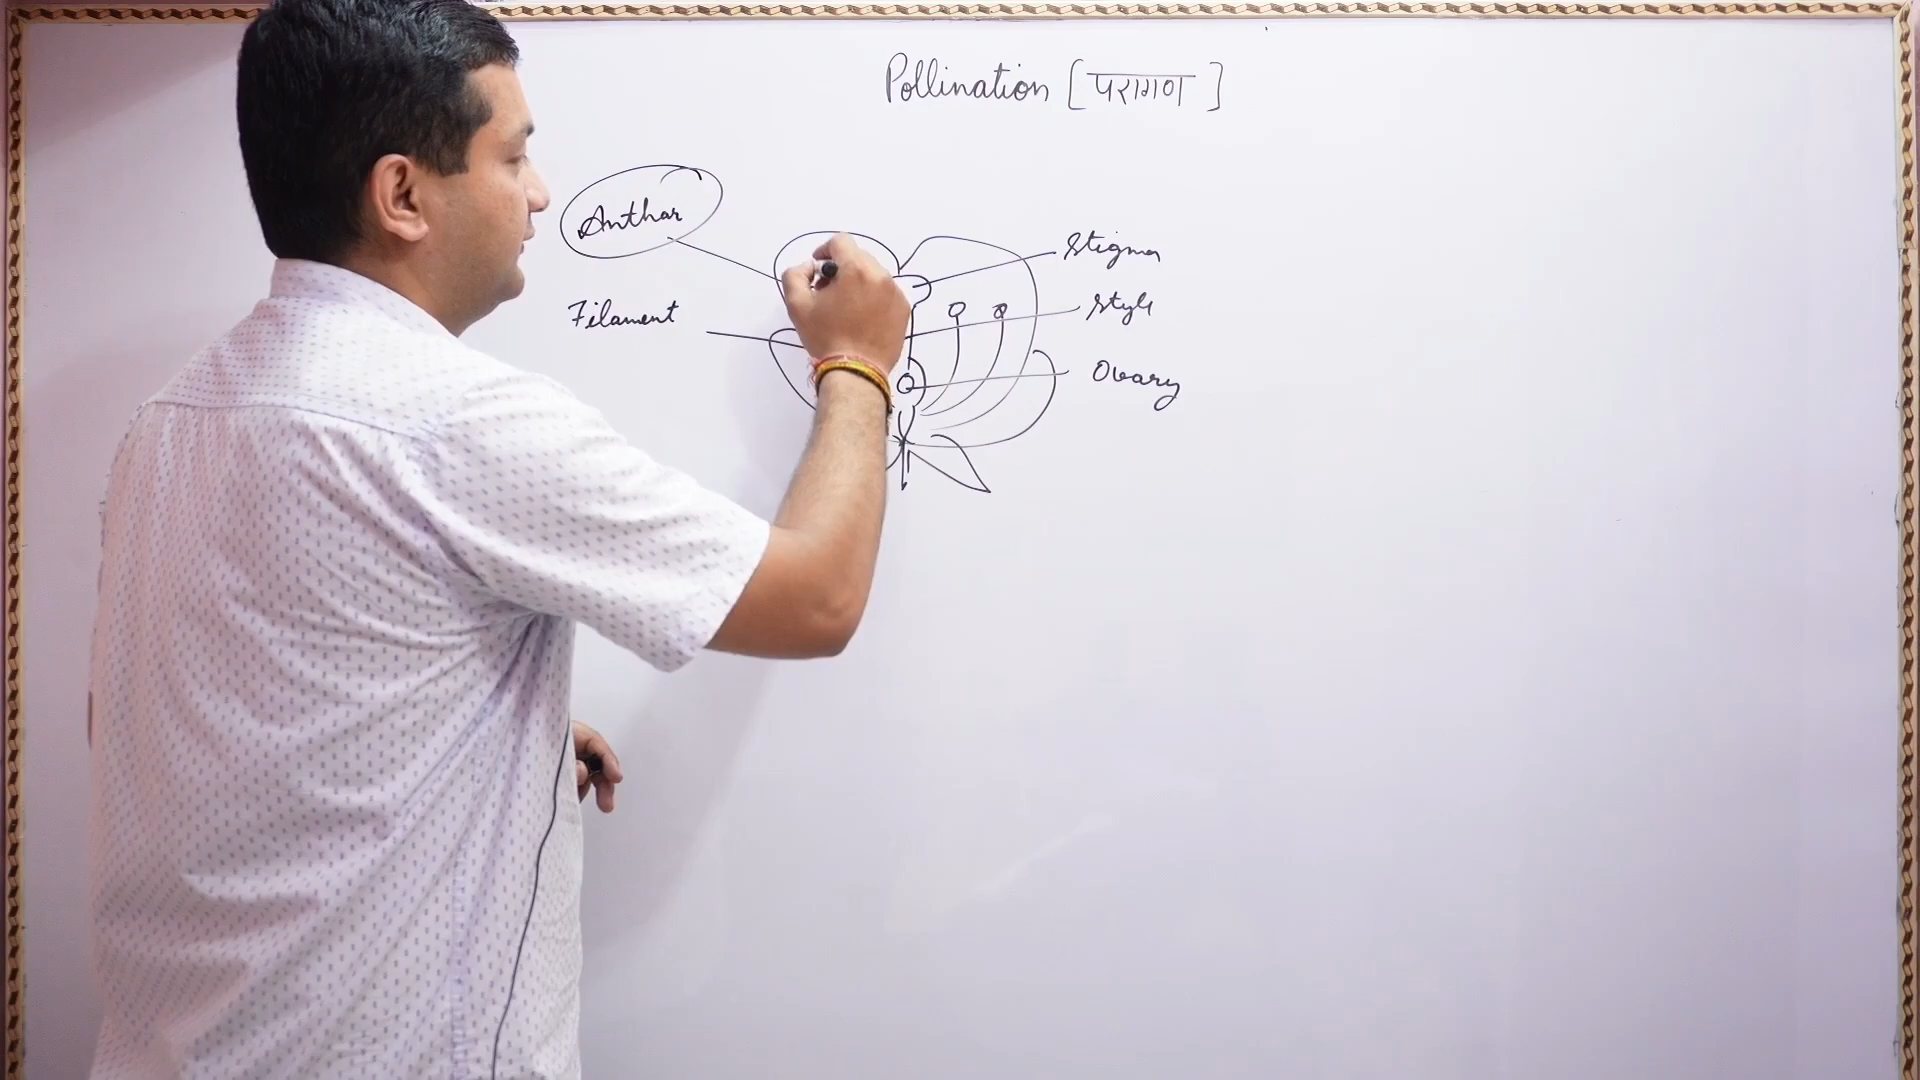 Pollination [परागण]
Anthar
Stigma
Filament
Style
Ovary